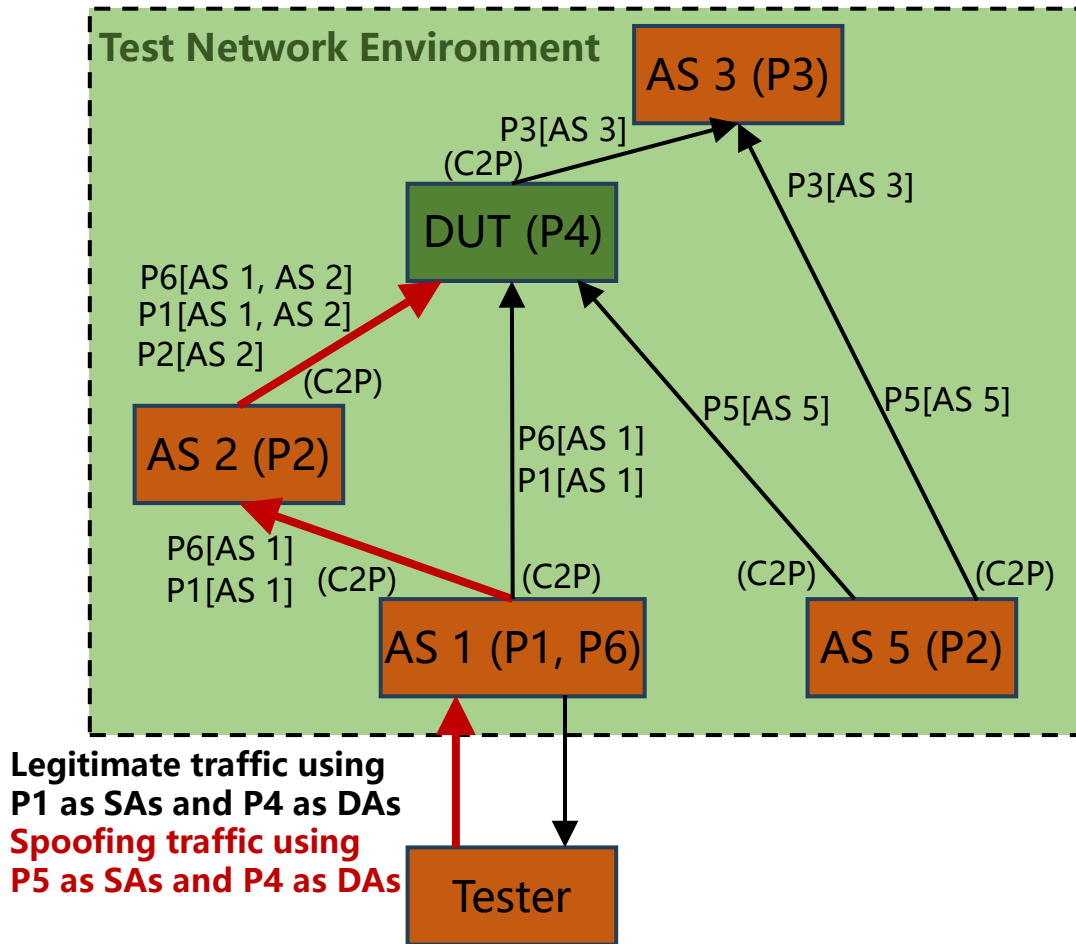 Test Network Environment
AS 3 (P3)
P3[AS 3]
(C2P)
P3[AS 3]
DUT (P4)
P6[AS 1, AS 2]
P1[AS 1, AS 2]
P2[AS 2]
(C2P)
P5[AS 5]
P5[AS 5]
AS 2 (P2)
P6[AS 1]
P1[AS 1]
P6[AS 1]
P1[AS 1]
(C2P)
(C2P)
(C2P)
(C2P)
AS 1 (P1, P6)
AS 5 (P2)
Legitimate traffic using
P1 as SAs and P4 as DAs
Spoofing traffic using
P5 as SAs and P4 as DAs
Tester